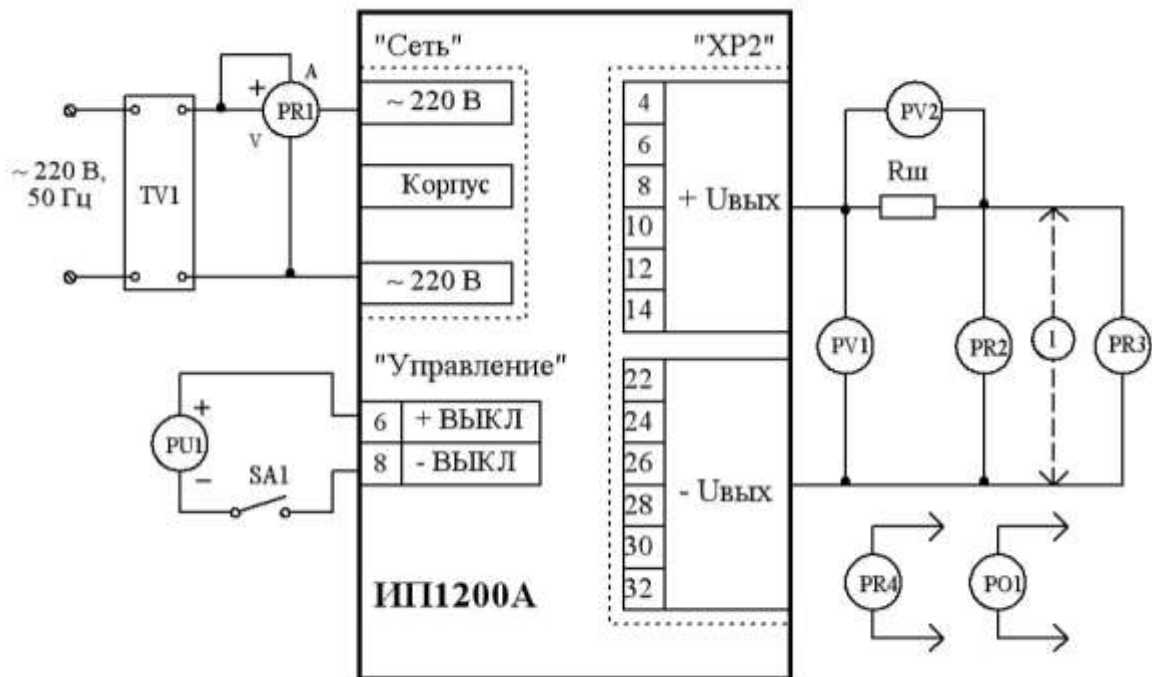 "Сеть"
"ХР2"
А
+
PR1
V
~ 220 В
Корпус
~ 220 В
~ 220 В,
50 Гц
TV1
4
6
8
10
12
14
+ Uвых
PV2
Rш
PV1
PR2
I
PR3
"Управление"
6 + ВЫКЛ
8 - ВЫКЛ
+
PU1
−
SA1
22
24
26
28
30
32
- Uвых
ИП1200А
PR4
PO1